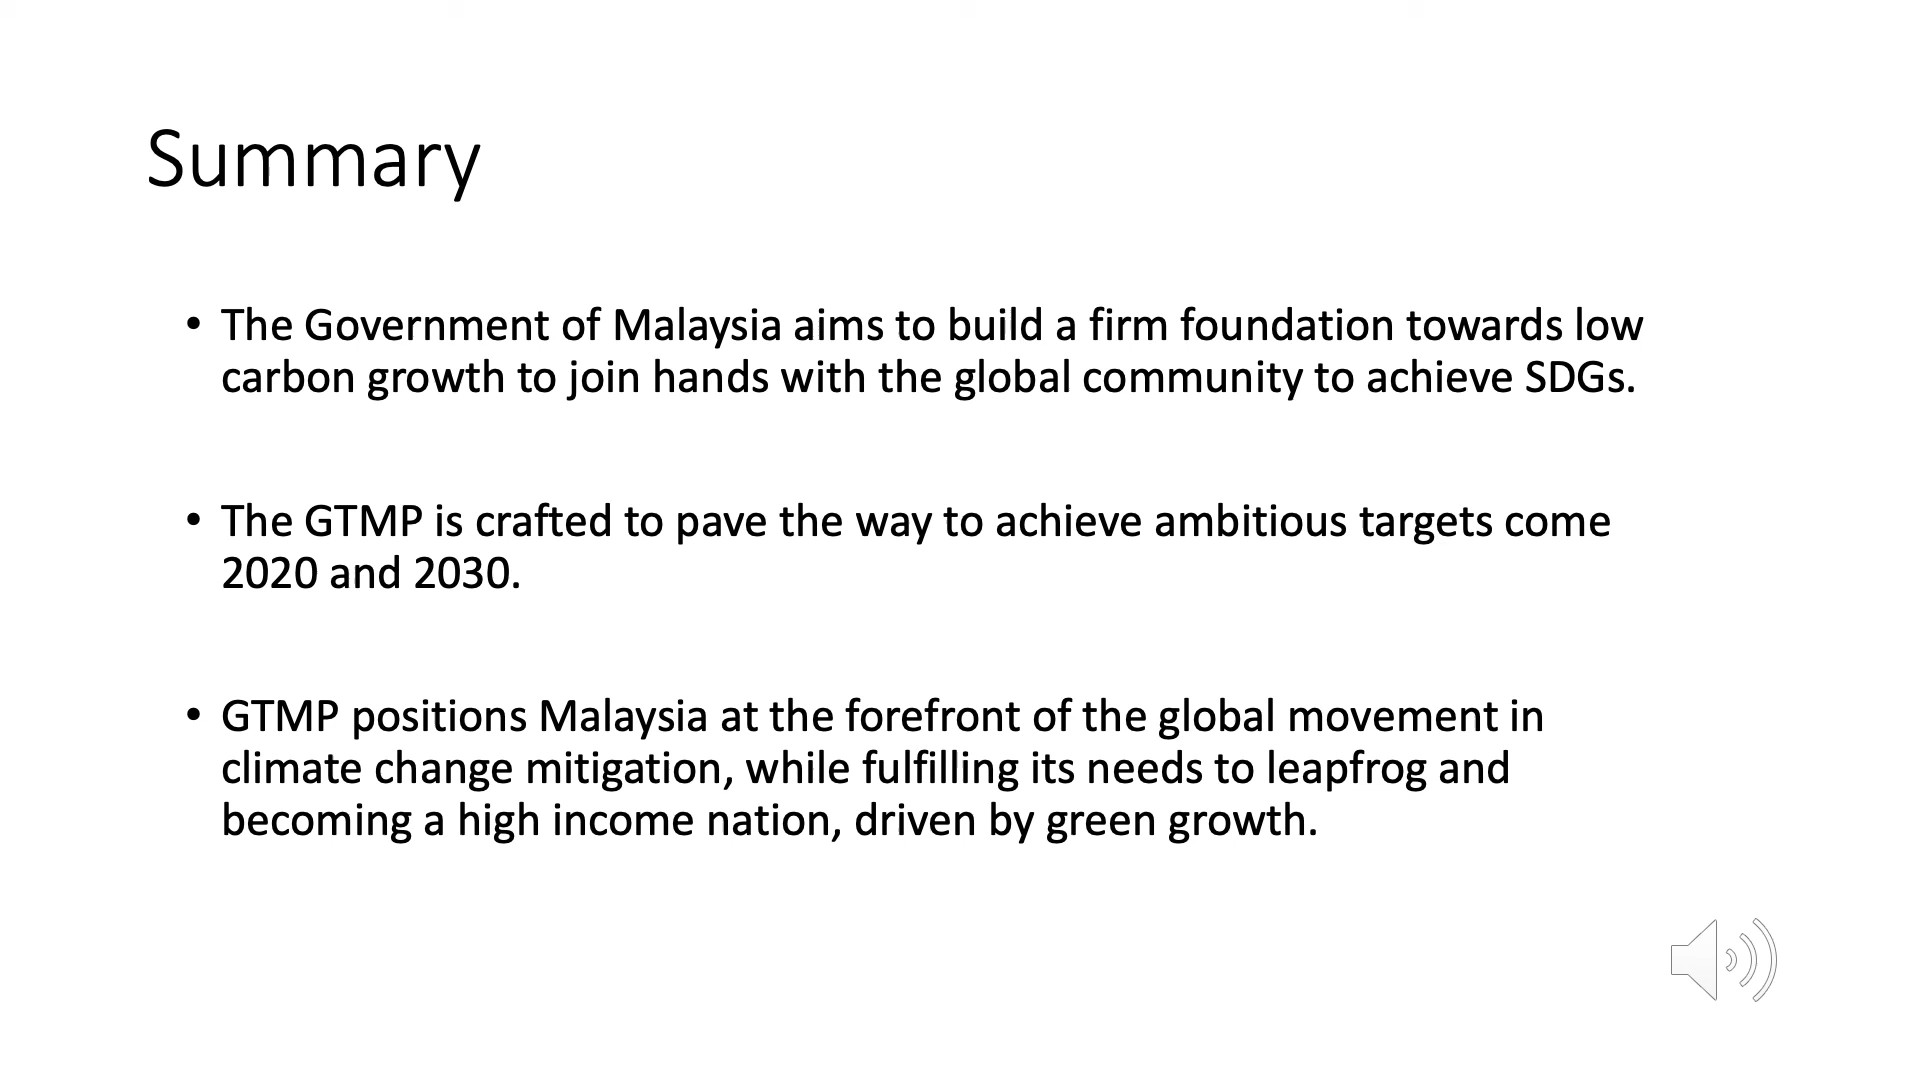 Summary
• The Government of Malaysia aims to build a firm foundation towards low
carbon growth to join hands with the global community to achieve SDGs.
• The GTMP is crafted to pave the way to achieve ambitious targets come
2020 and 2030.
• GTMP positions Malaysia at the forefront of the global movement in
climate change mitigation, while fulfilling its needs to leapfrog and
becoming a high income nation, driven by green growth.